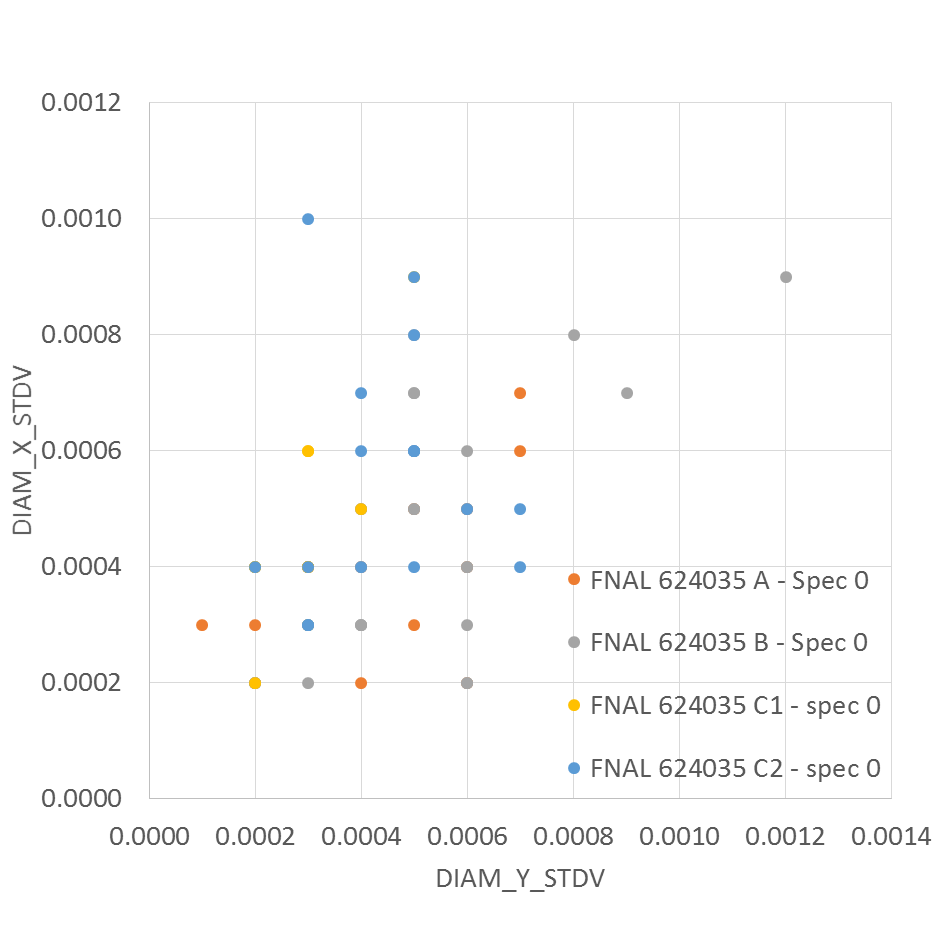 0.0012
0.0010
0.0008
0.0006
0.0004
0.0002
0.0000
DIAM_X_STDV
FNAL 624035 A - Spec 0
FNAL 624035 B - Spec 0
FNAL 624035 C1 - spec 0
FNAL 624035 C2 - spec 0
0.0000 0.0002 0.0004 0.0006 0.0008 0.0010 0.0012 0.0014
DIAM_Y_STDV